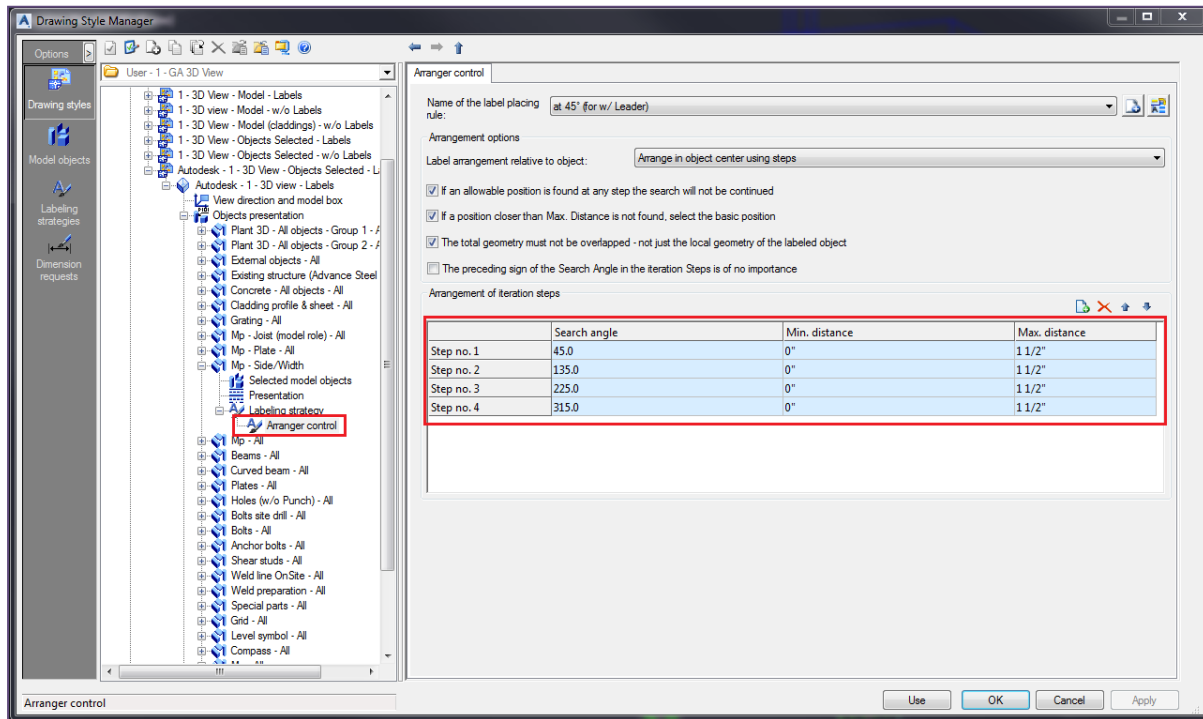 Drawing Style Manager
Options
Drawing styles
Model objects
Labeling
strategies
Dimension
requests
User - 1 - GA 3D View
1 - 3D View - Model - Labels
1 - 3D view - Model - w/o Labels
1 - 3D View - Model (claddings) - w/o Labels
1 - 3D View - Objects Selected - Labels
1 - 3D View - Objects Selected - w/o Labels
Autodesk - 1 - 3D View - Objects Selected - L
Autodesk - 1 - 3D view - Labels
View direction and model box
Objects presentation
Plant 3D - All objects - Group 1 -
Plant 3D - All objects - Group 2 -
External objects - All
Existing structure (Advance Steel
Concrete - All objects - All
Cladding profile & sheet - All
Grating - All
Mp - Joist (model role) - All
Mp - Plate - All
Mp - Side/Width
Selected model objects
Presentation
Labeling strategy
Arranger control
Mp - All
Beams - All
Curved beam - All
Plates - All
Holes (w/o Punch) - All
Bolts site drill - All
Bolts - All
Anchor bolts - All
Shear studs - All
Weld line OnSite - All
Weld preparation - All
Special parts - All
Grid - All
Level symbol - All
Compass - All
Arranger control
Name of the label placing
rule:
at 45° (for w/ Leader)
Arrangement options
Label arrangement relative to object:
Arrange in object center using steps
If an allowable position is found at any step the search will not be continued
If a position closer than Max. Distance is not found, select the basic position
The total geometry must not be overlapped - not just the local geometry of the labeled object
The preceding sign of the Search Angle in the iteration Steps is of no importance
Arrangement of iteration steps
Search angle Min. distance Max. distance
Step no. 1 45.0 0" 1 1/2"
Step no. 2 135.0 0" 1 1/2"
Step no. 3 225.0 0" 1 1/2"
Step no. 4 315.0 0" 1 1/2"
Arranger control
Use OK Cancel Apply